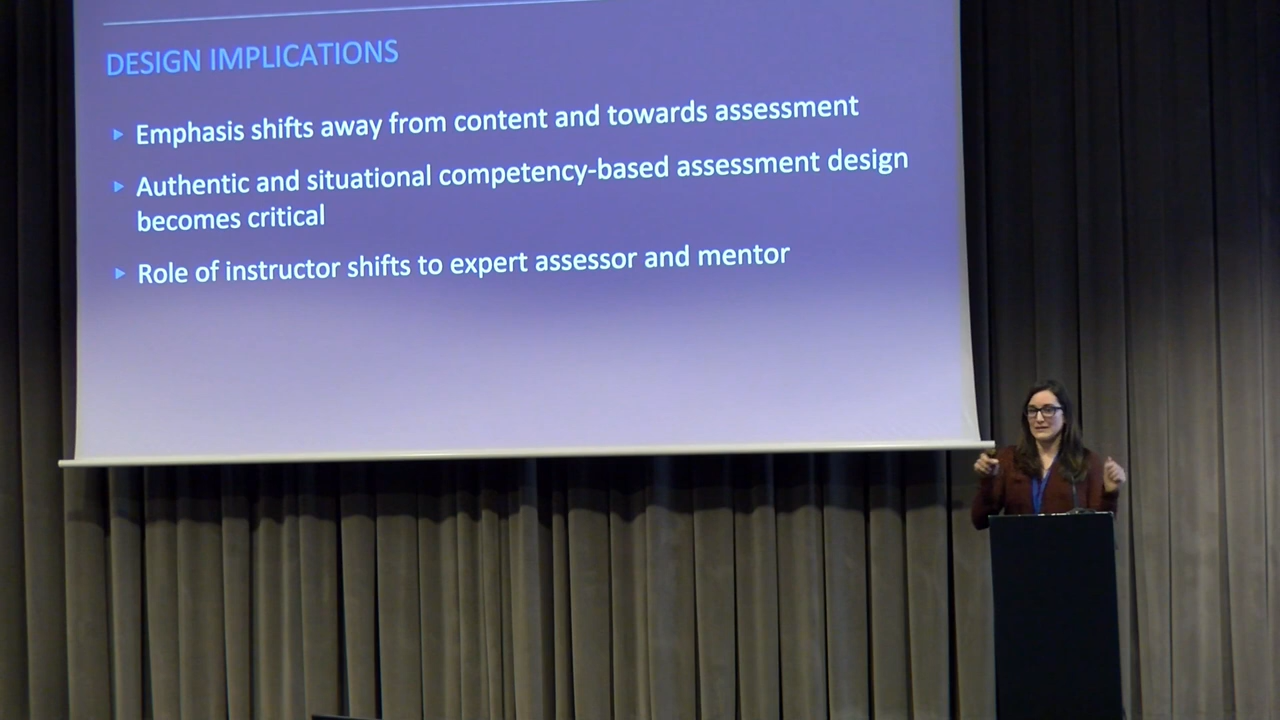 DESIGN IMPLICATIONS
Emphasis shifts away from content and towards assessment
Authentic and situational competency-based assessment design
becomes critical
Role of instructor shifts to expert assessor and mentor